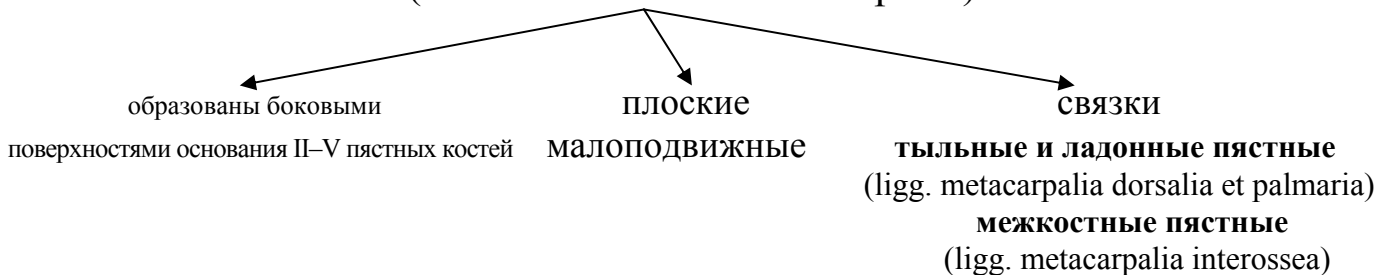 образованы боковыми
поверхностями основания II–V пястных костей
плоские
малоподвижные
связки
тыльные и ладонные пястные
(ligg. metacarpalia dorsalia et palmaria)
межкостные пястные
(ligg. metacarpalia interossea)